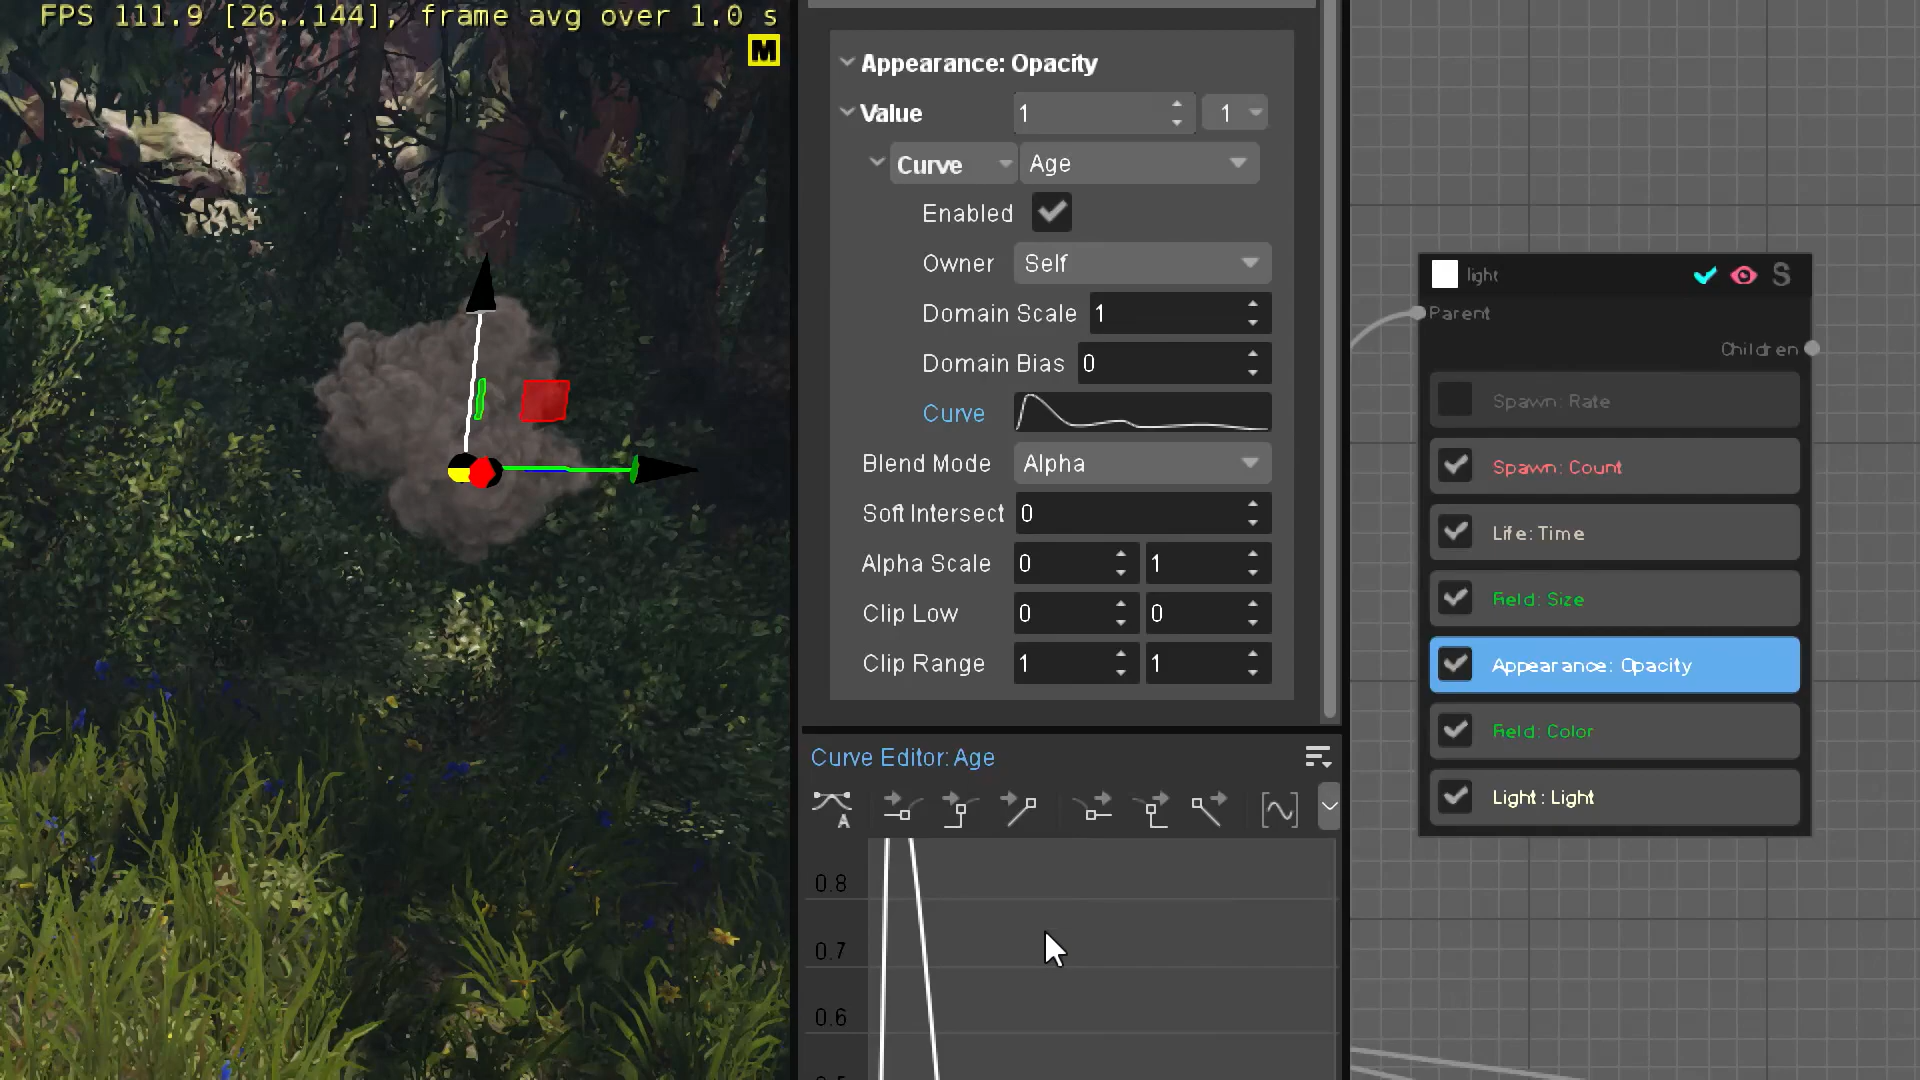 FPS 111.9 [26..144], frame avg over 1.0 s
M
Appearance: Opacity
Value 1 1
Curve Age
Enabled
Owner Self
Domain Scale 1
Domain Bias 0
Curve
Blend Mode Alpha
Soft Intersect 0
Alpha Scale 0 1
Clip Low 0 0
Clip Range 1 1
Curve Editor: Age
A
0.8
0.7
0.6
light S
Parent
Children
Spawn: Rate
Spawn: Count
Life: Time
Field: Size
Appearance: Opacity
Field: Color
Light: Light